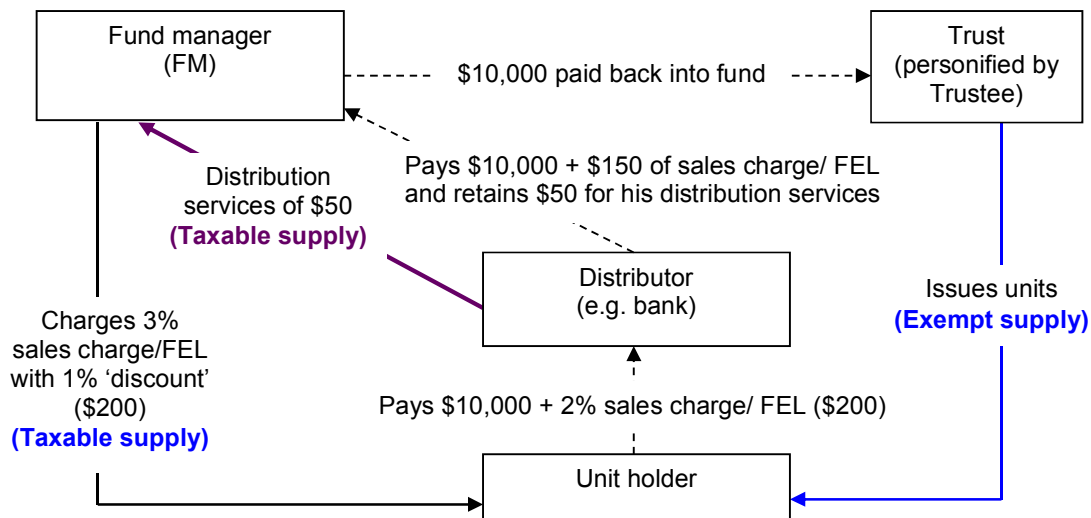 Fund manager
(FM)
$10,000 paid back into fund
Trust
(personified by
Trustee)
Pays $10,000 + $150 of sales charge/ FEL
and retains $50 for his distribution services
Distribution
services of $50
(Taxable supply)
Distributor
(e.g. bank)
Issues units
(Exempt supply)
Charges 3%
sales charge/FEL
with 1% ‘discount’
($200)
(Taxable supply)
Pays $10,000 + 2% sales charge/ FEL ($200)
Unit holder